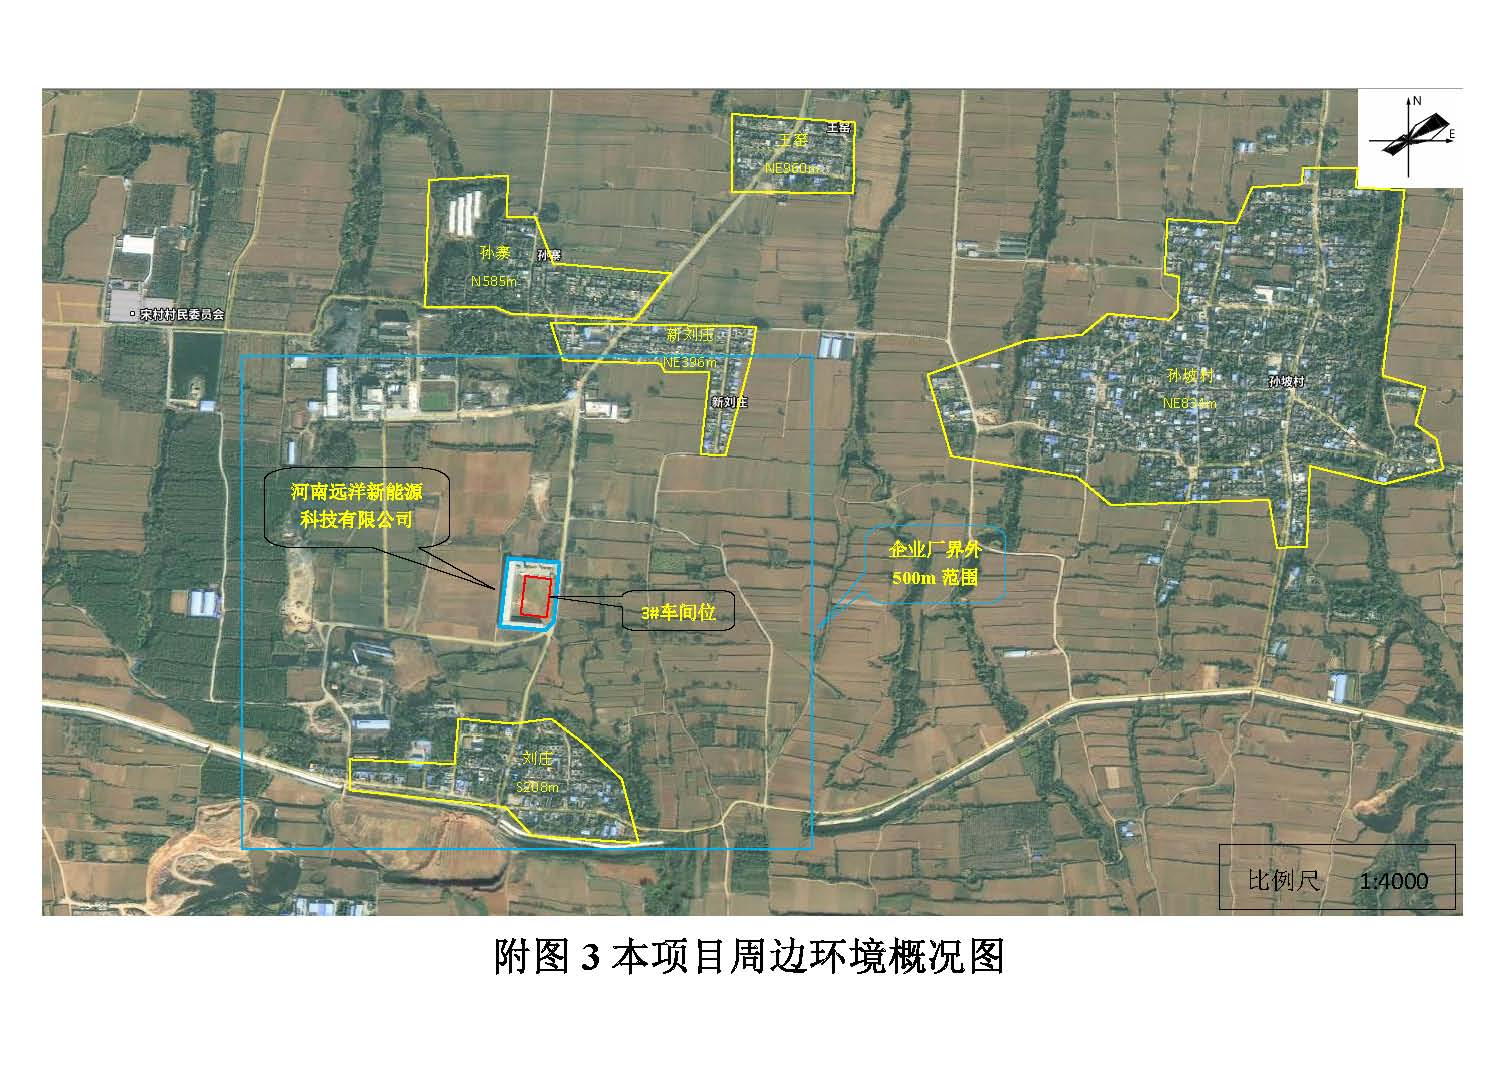 N
E
王窑
王窑
NE960m
孙寨
孙寨
N585m
宋村村民委员会
新刘庄
NE396m
新刘庄
孙坡村
孙坡村
NE834m
河南远洋新能源
科技有限公司
企业厂界外
500m 范围
3#车间位
刘庄
S208m
比例尺 1:4000
附图 3 本项目周边环境概况图